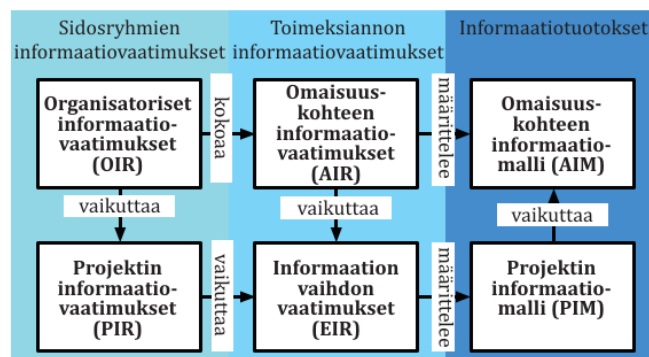 Sidosryhmien
informaatiovaatimukset
Toimeksiannon
informaatiovaatimukset
Informaatiotuotokset
Organisatoriset
informaatio-
vaatimukset
(OIR)
kokoaa
Omaisuus-
kohteen
informaatio-
vaatimukset
(AIR)
määrittelee
Omaisuus-
kohteen
informaatio-
malli (AIM)
vaikuttaa
vaikuttaa
vaikuttaa
Projektin
informaatio-
vaatimukset
(PIR)
vaikuttaa
Informaation
vaihdon
vaatimukset
(EIR)
määrittelee
Projektin
informaatio-
malli (PIM)